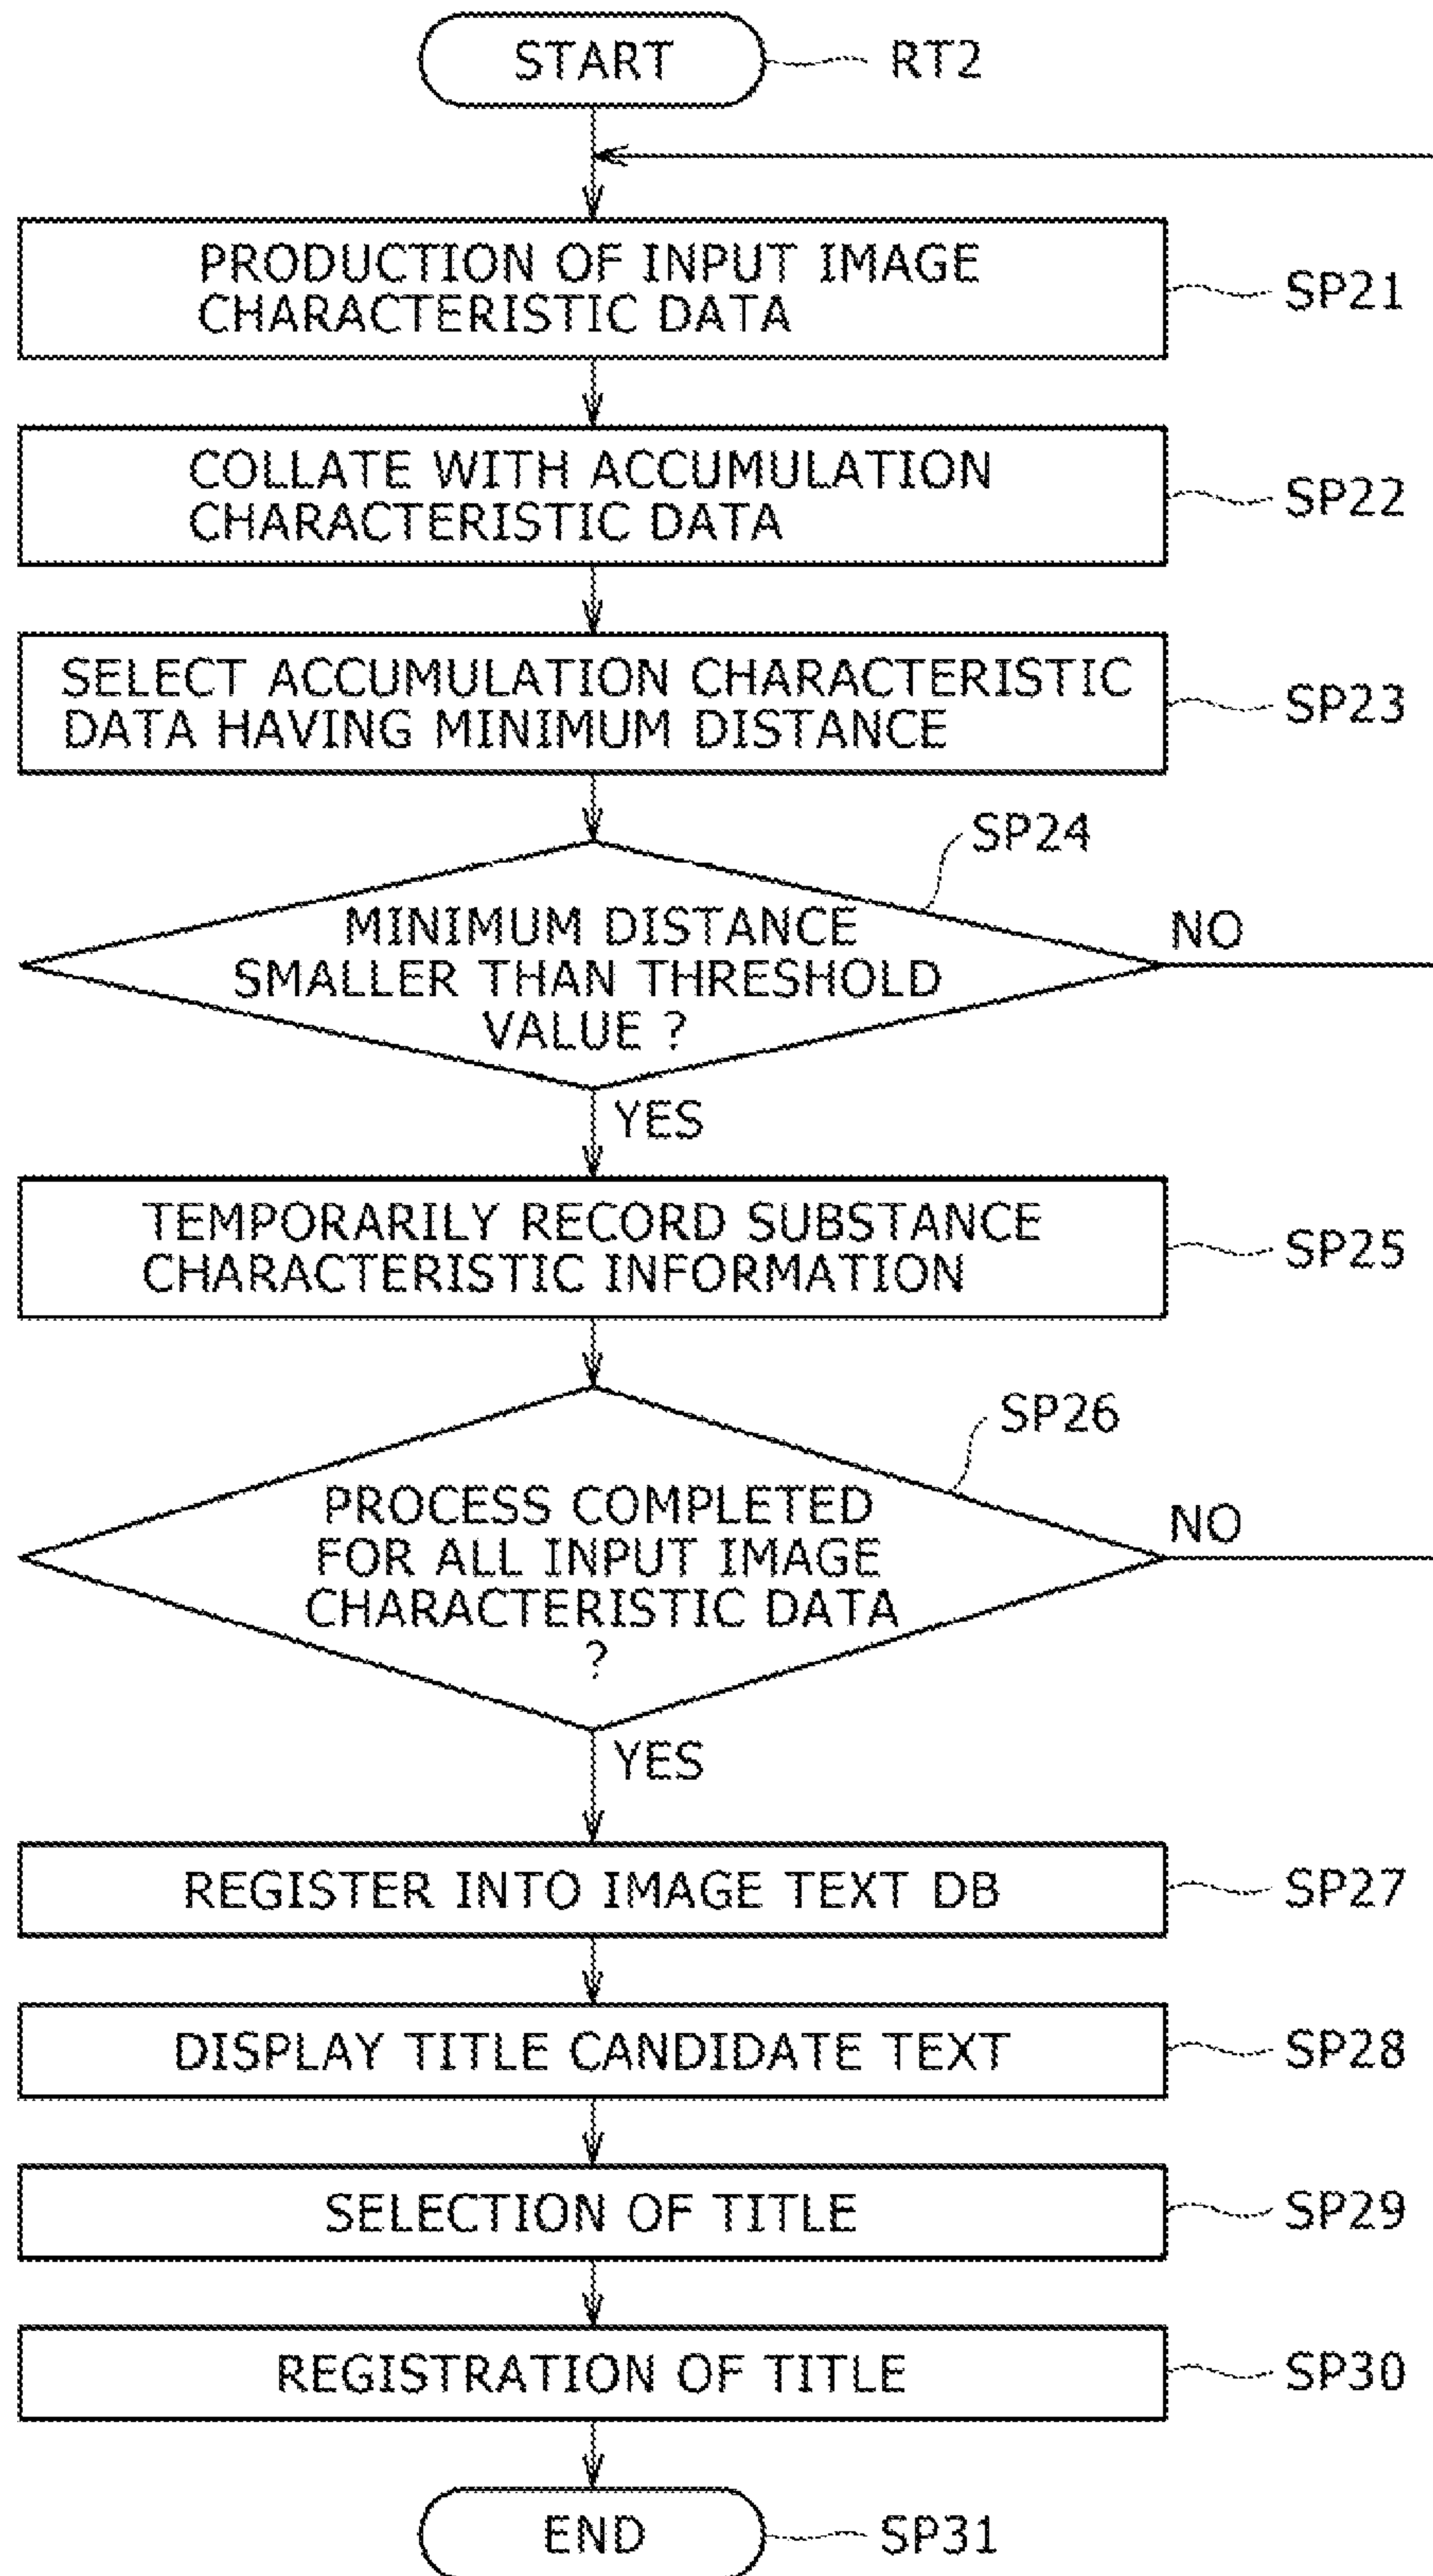 START
RT2
PRODUCTION OF INPUT IMAGE
CHARACTERISTIC DATA
SP21
COLLATE WITH ACCUMULATION
CHARACTERISTIC DATA
SP22
SELECT ACCUMULATION CHARACTERISTIC
DATA HAVING MINIMUM DISTANCE
SP23
SP24
MINIMUM DISTANCE
SMALLER THAN THRESHOLD
VALUE ?
NO
YES
TEMPORARILY RECORD SUBSTANCE
CHARACTERISTIC INFORMATION
SP25
SP26
PROCESS COMPLETED
FOR ALL INPUT IMAGE
CHARACTERISTIC DATA
?
NO
YES
REGISTER INTO IMAGE TEXT DB
SP27
DISPLAY TITLE CANDIDATE TEXT
SP28
SELECTION OF TITLE
SP29
REGISTRATION OF TITLE
SP30
END
SP31